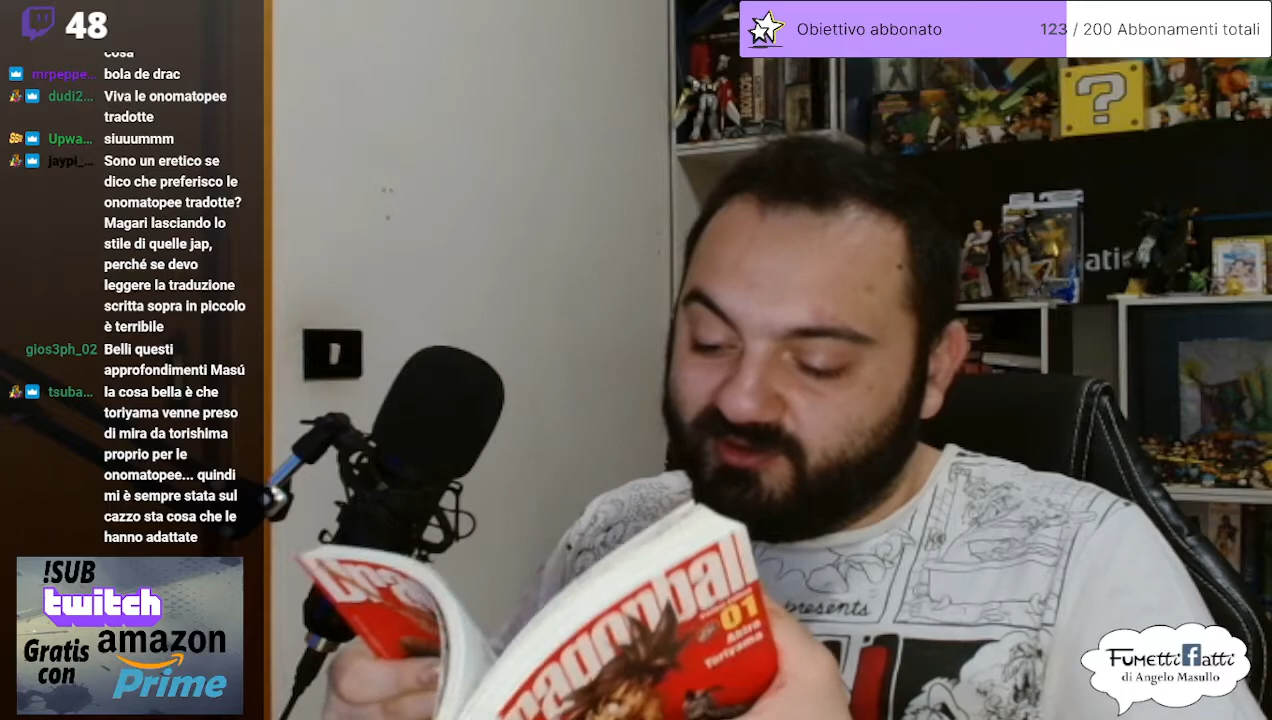 48
Obiettivo abbonato
123 / 200 Abbonamenti totali
cosa
mrpeppe... bola de drac
dudi2... Viva le onomatopee
tradotte
Upwa... siuuummm
jaypi_... Sono un eretico se
dico che preferisco le
onomatopee tradotte?
Magari lasciando lo
stile di quelle jap,
perché se devo
leggere la traduzione
scritta sopra in piccolo
è terribile
gios3ph_02 Belli questi
approfondimenti Masú
tsuba... la cosa bella è che
toriyama venne preso
di mira da torishima
proprio per le
onomatopee... quindi
mi è sempre stata sul
cazzo sta cosa che le
hanno adattate
!SUB
twitch
Gratis
con
amazon
Prime
presents
dragonball
01
Akira
Toriyama
Fumettifatti
di Angelo Masullo